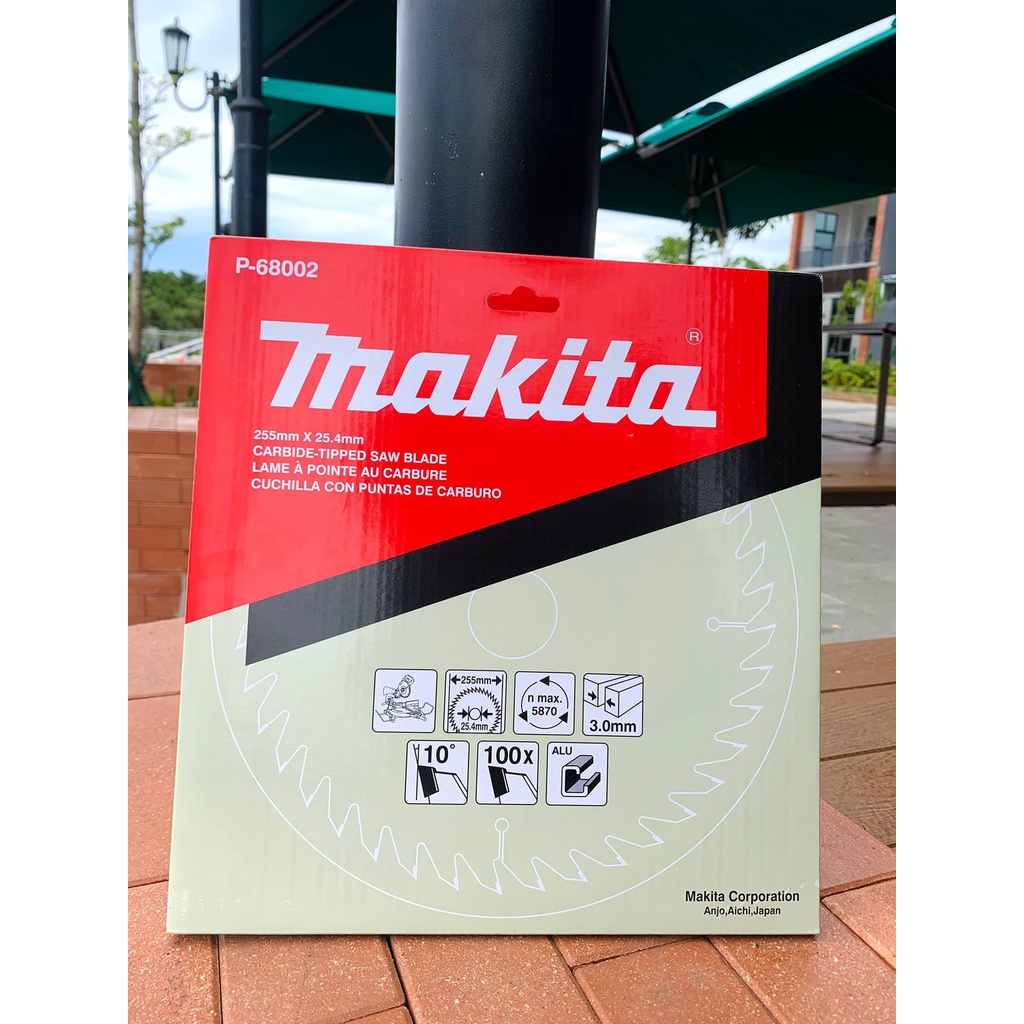 P-68002
makita®
255mm X 25.4mm
CARBIDE-TIPPED SAW BLADE
LAME À POINTE AU CARBURE
CUCHILLA CON PUNTAS DE CARBURO
255mm
25.4mm
n max.
5870
3.0mm
10°
100x
ALU
Makita Corporation
Anjo,Aichi,Japan